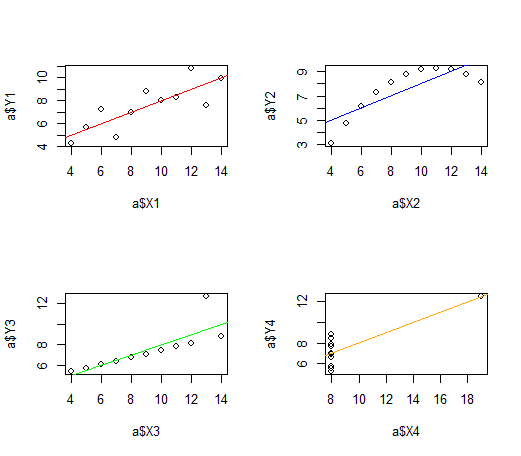 a$Y1
4 6 8 10
4 6 8 10 12 14
a$X1
a$Y2
3 5 7 9
4 6 8 10 12 14
a$X2
a$Y3
6 8 12
4 6 8 10 12 14
a$X3
a$Y4
6 8 12
8 10 12 14 16 18
a$X4